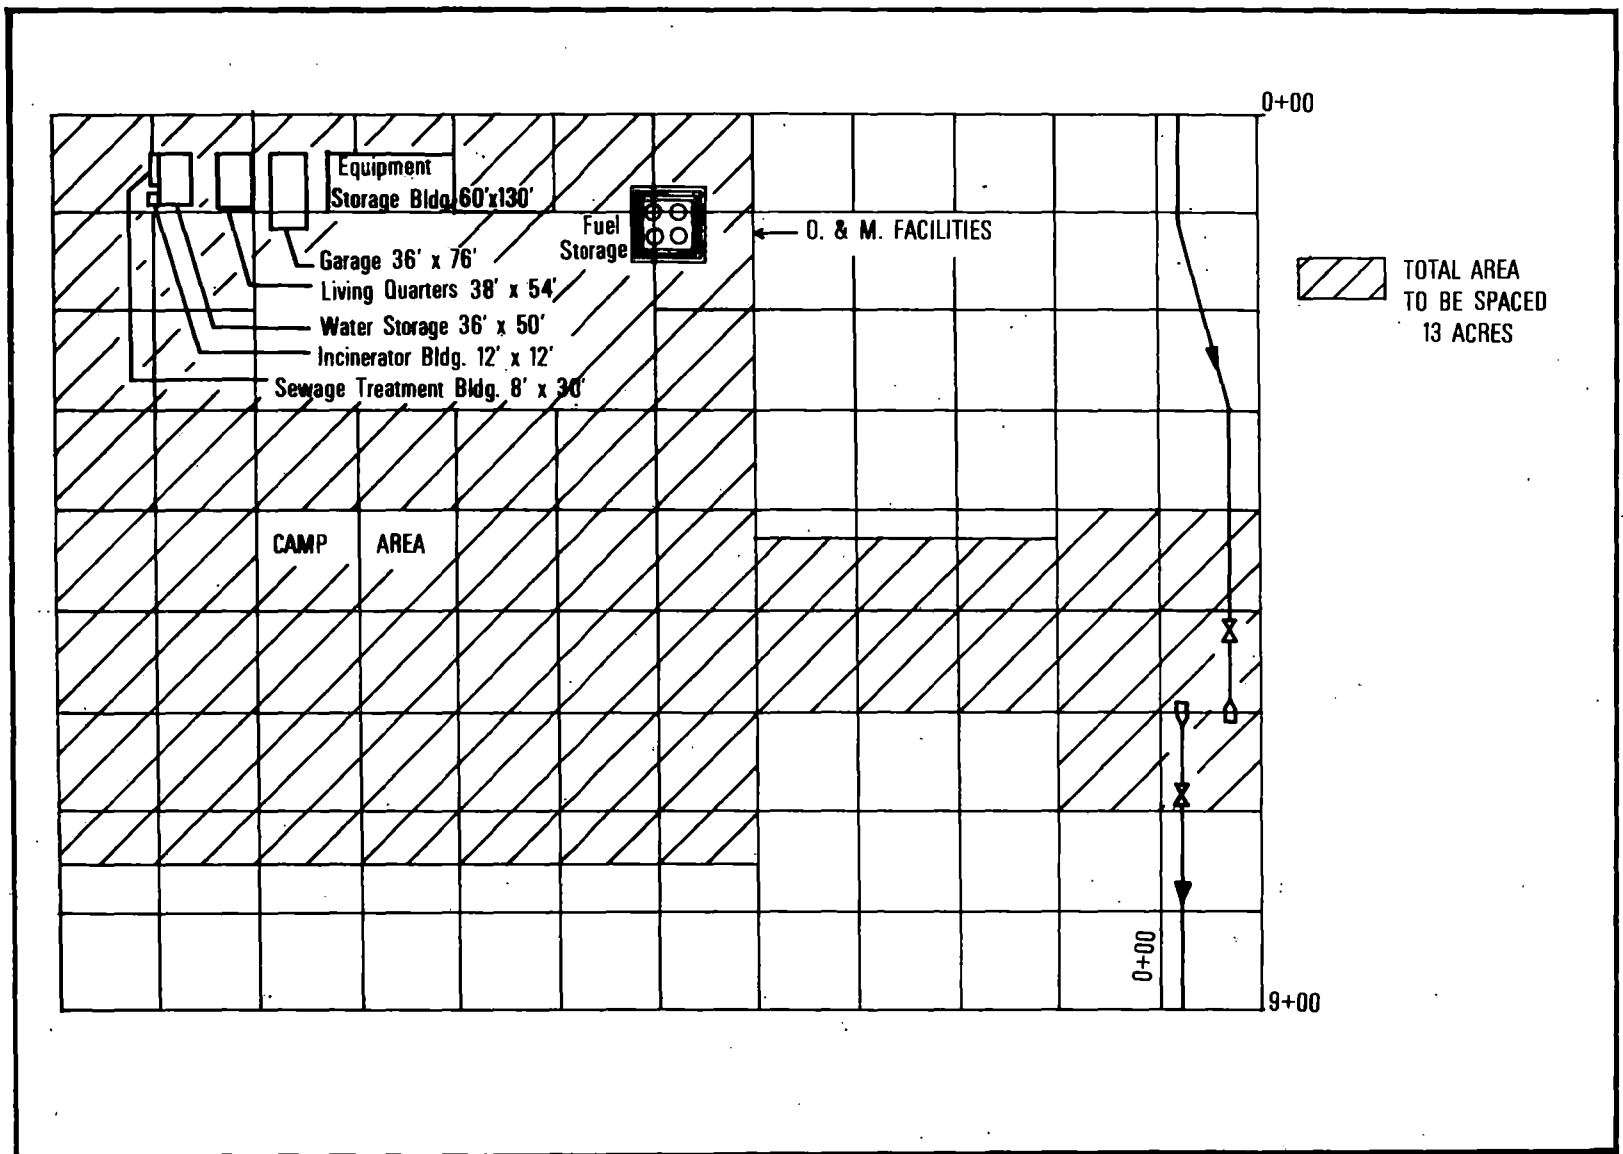 0+00
Equipment
Storage Bldg. 60'x130'
Fuel
Storage
O. & M. FACILITIES
Garage 36' x 76'
Living Quarters 38' x 54'
Water Storage 36' x 50'
Incinerator Bldg. 12' x 12'
Sewage Treatment Bldg. 8' x 30'
TOTAL AREA
TO BE SPACED
13 ACRES
CAMP AREA
0+00
9+00